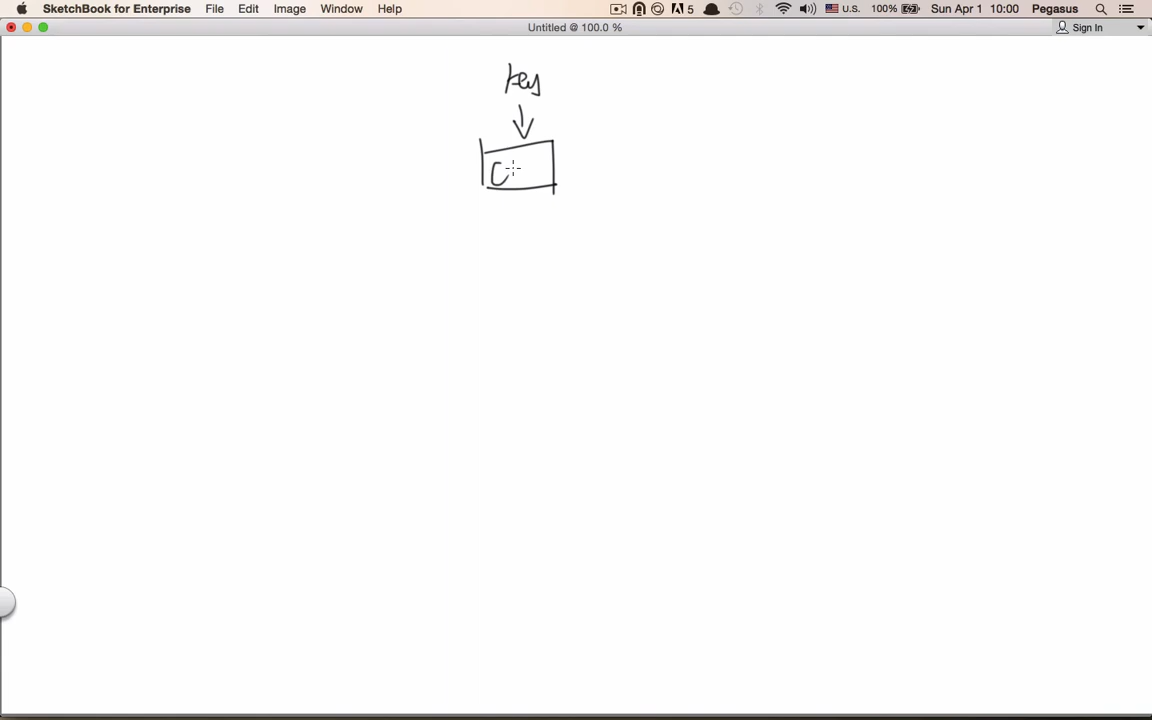 SketchBook for Enterprise File Edit Image Window Help 5 U.S. 100% Sun Apr 1 10:00 Pegasus
Untitled @ 100.0 % Sign In
key
C